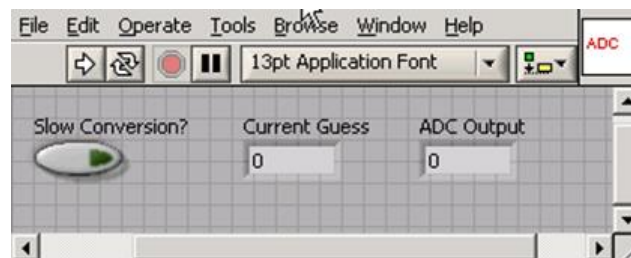 File Edit Operate Tools Browse Window Help
ADC
13pt Application Font
Slow Conversion? Current Guess ADC Output
0 0